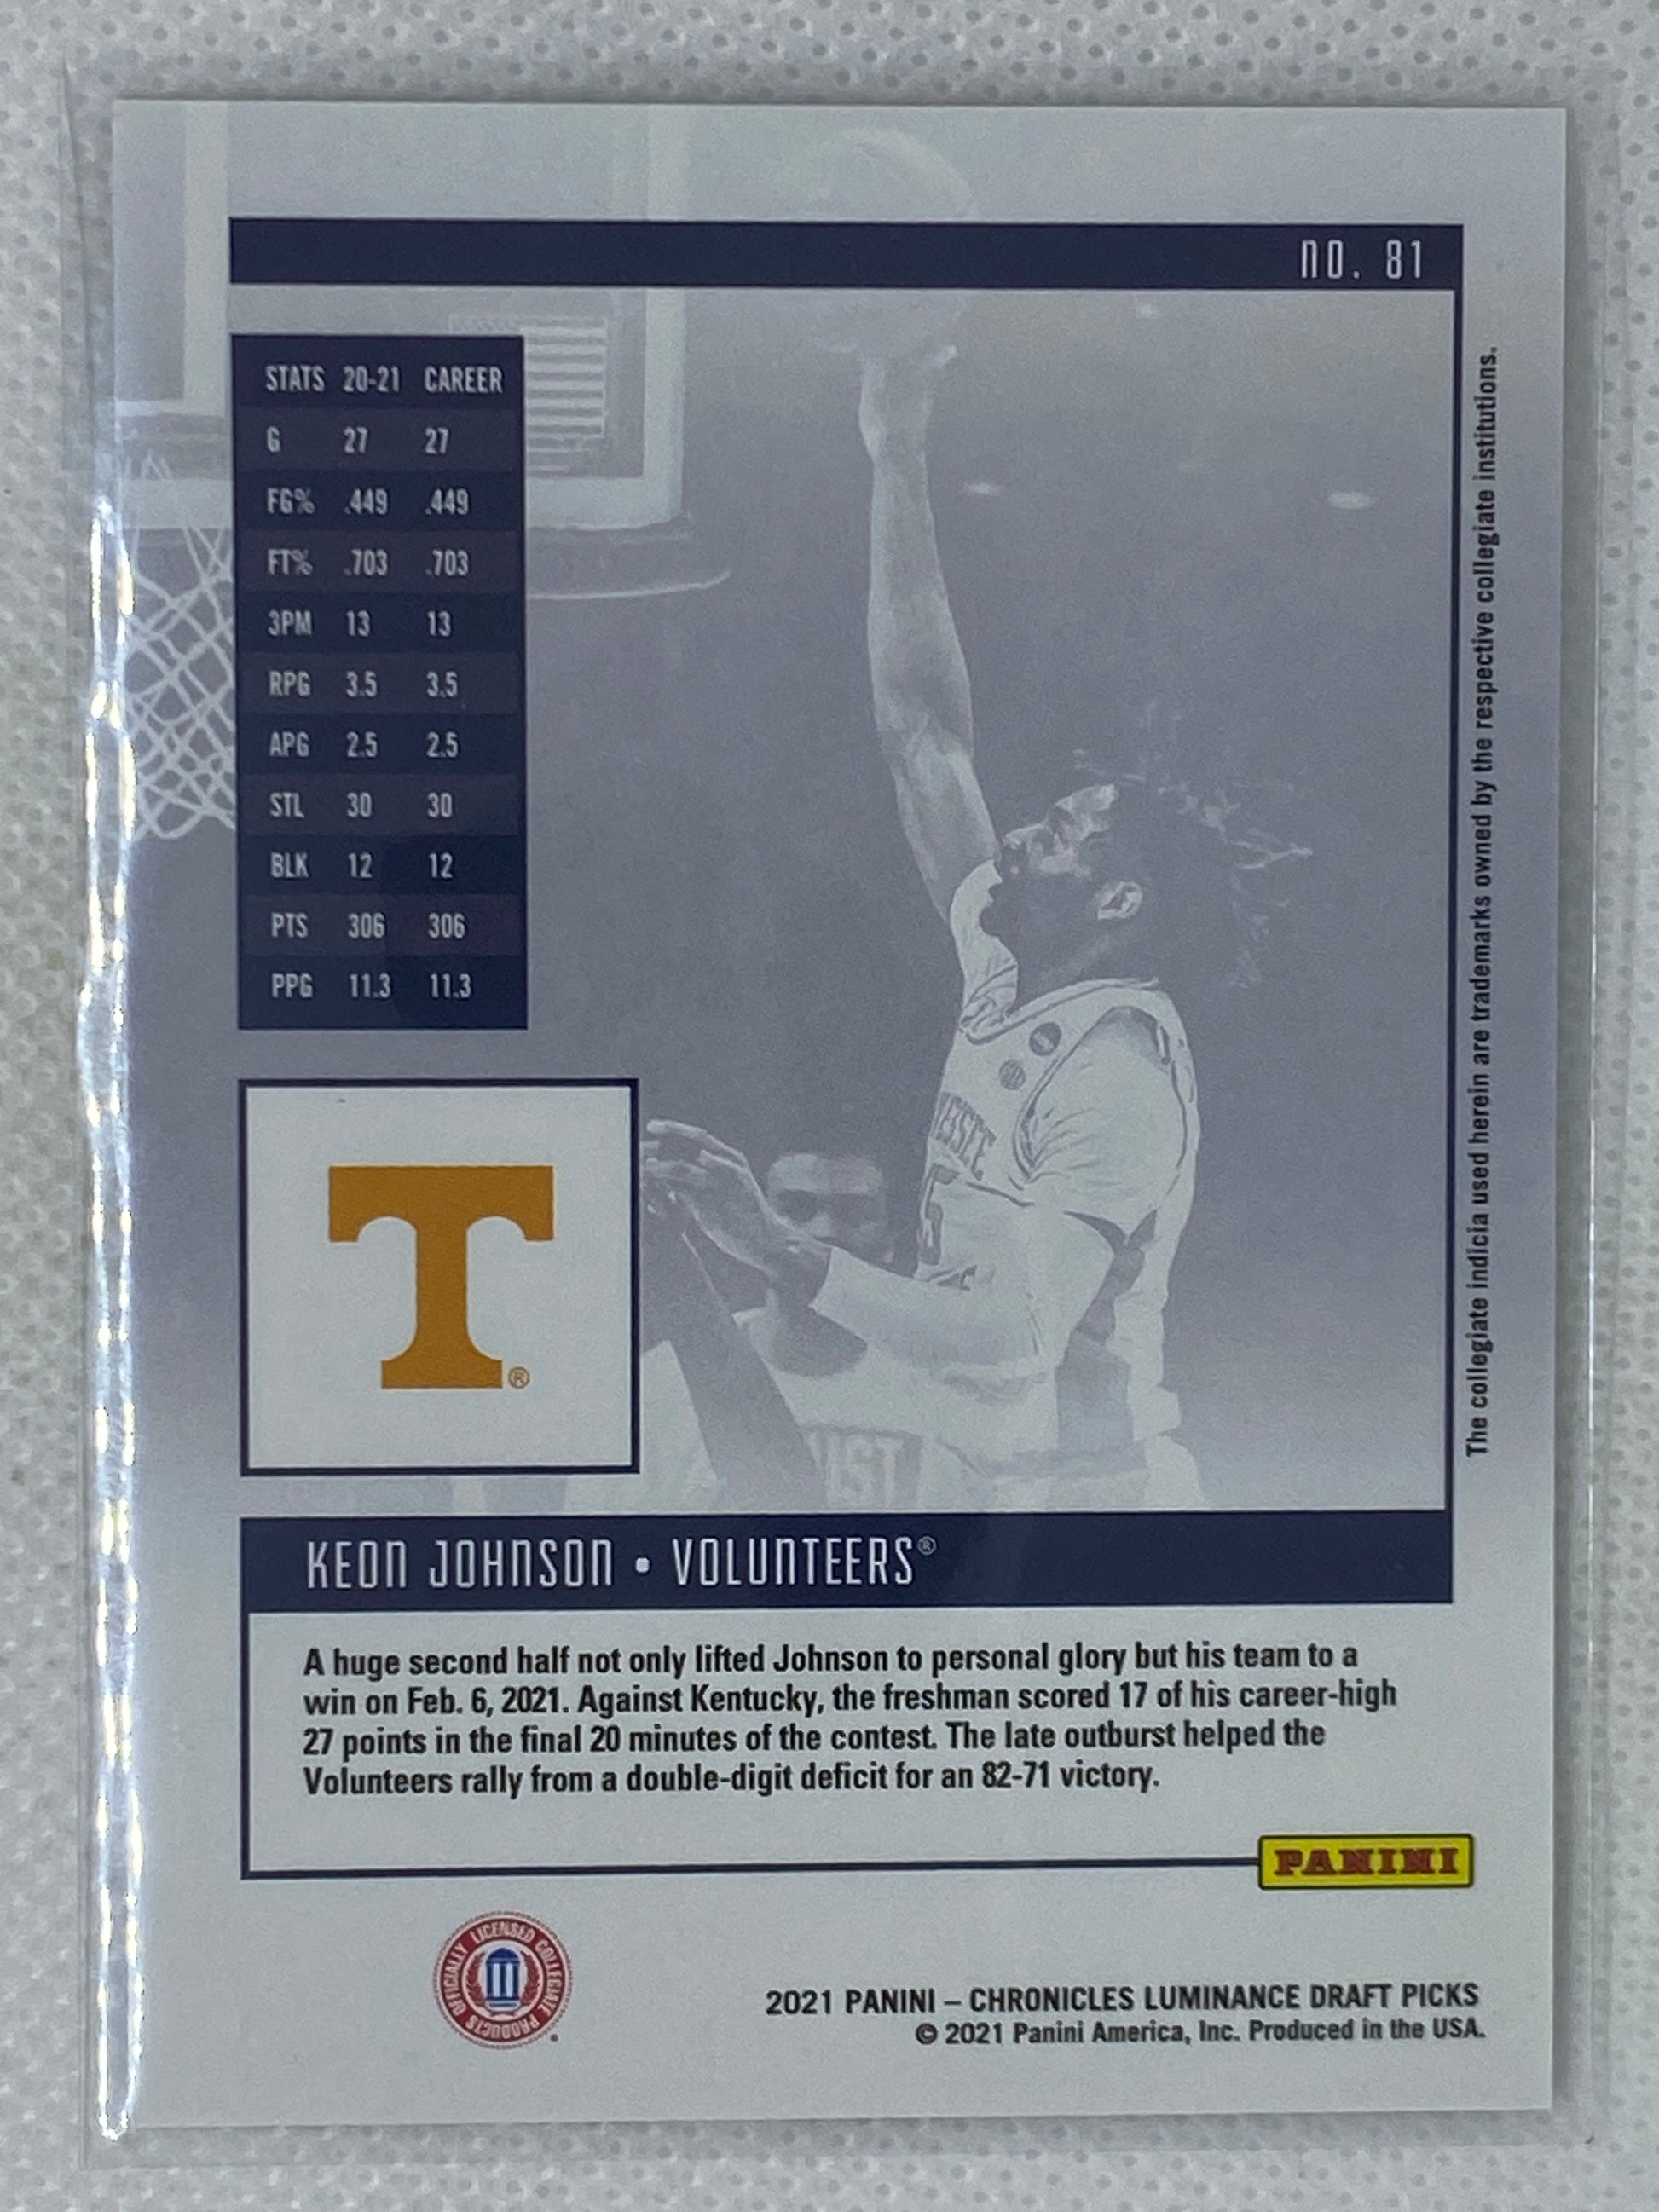 NO. 81
STATS 20-21 CAREER
G 27 27
FG% .449 .449
FT% .703 .703
3PM 13 13
RPG 3.5 3.5
APG 2.5 2.5
STL 30 30
BLK 12 12
PTS 306 306
PPG 11.3 11.3
The collegiate indicia used herein are trademarks owned by the respective collegiate institutions.
T®
KEON JOHNSON • VOLUNTEERS®
A huge second half not only lifted Johnson to personal glory but his team to a
win on Feb. 6, 2021. Against Kentucky, the freshman scored 17 of his career-high
27 points in the final 20 minutes of the contest. The late outburst helped the
Volunteers rally from a double-digit deficit for an 82-71 victory.
PANINI
OFFICIALLY LICENSED COLLEGIATE PRODUCTS
2021 PANINI – CHRONICLES LUMINANCE DRAFT PICKS
© 2021 Panini America, Inc. Produced in the USA.